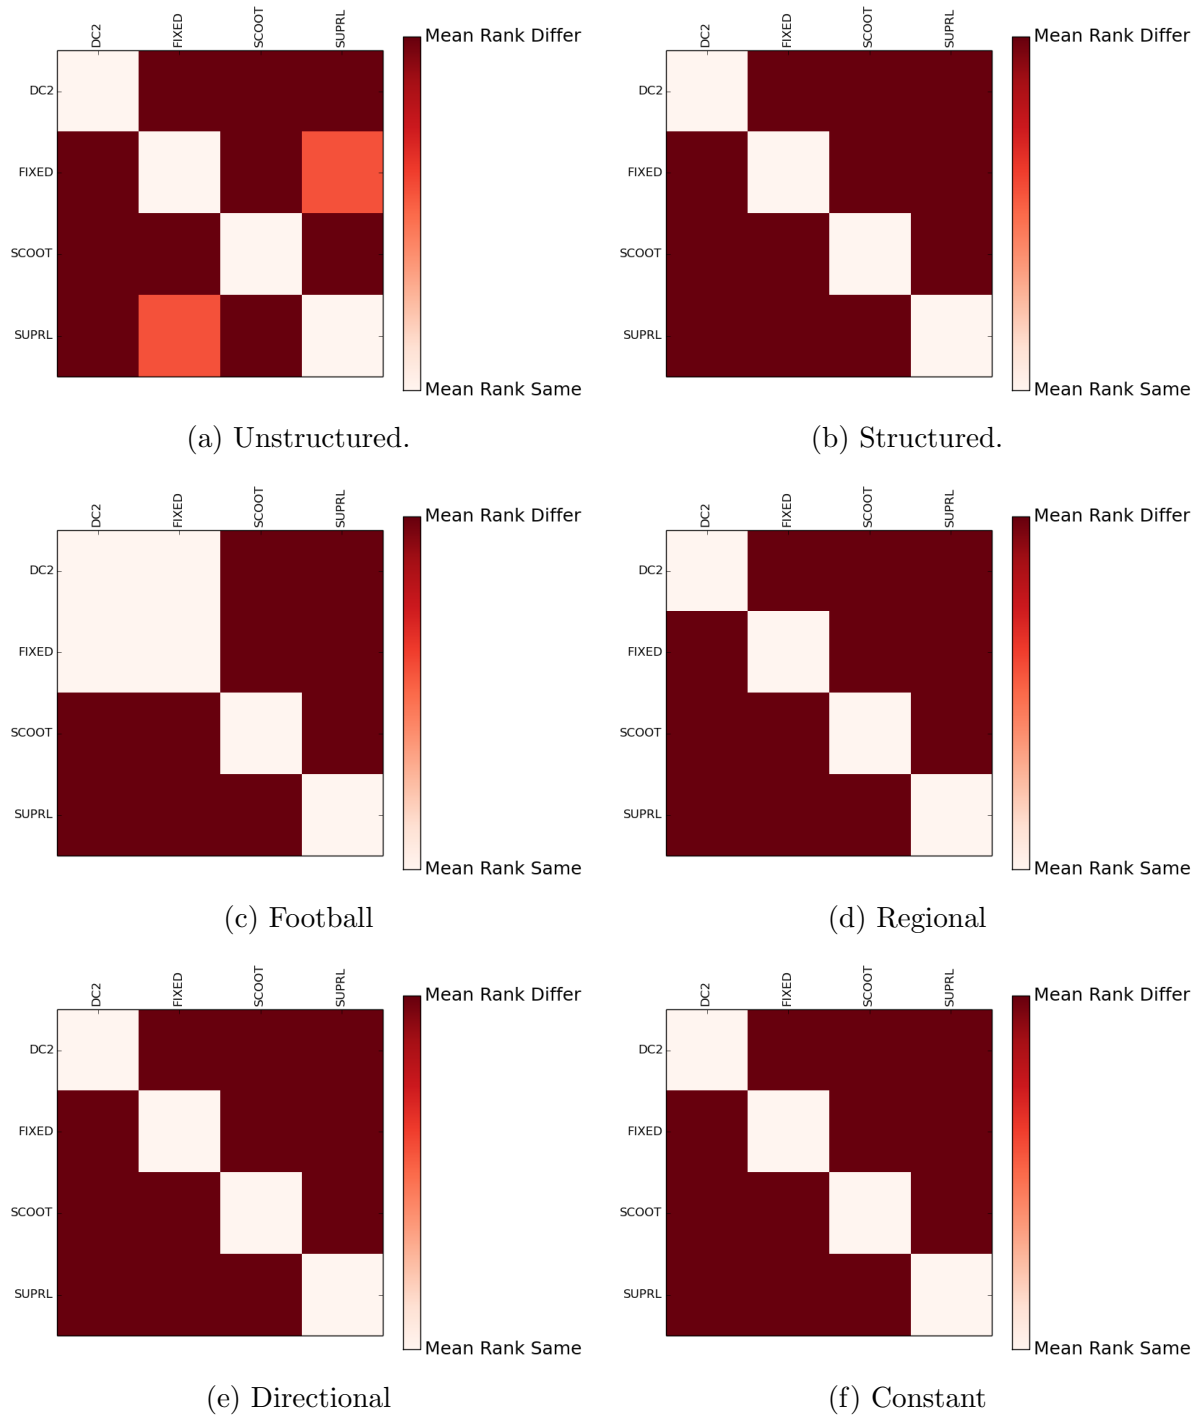 DC2 FIXED SCOOT SUPRL
Mean Rank Differ
DC2
FIXED
SCOOT
SUPRL
Mean Rank Same
(a) Unstructured.
DC2 FIXED SCOOT SUPRL
Mean Rank Differ
DC2
FIXED
SCOOT
SUPRL
Mean Rank Same
(b) Structured.
DC2 FIXED SCOOT SUPRL
Mean Rank Differ
DC2
FIXED
SCOOT
SUPRL
Mean Rank Same
(c) Football
DC2 FIXED SCOOT SUPRL
Mean Rank Differ
DC2
FIXED
SCOOT
SUPRL
Mean Rank Same
(d) Regional
DC2 FIXED SCOOT SUPRL
Mean Rank Differ
DC2
FIXED
SCOOT
SUPRL
Mean Rank Same
(e) Directional
DC2 FIXED SCOOT SUPRL
Mean Rank Differ
DC2
FIXED
SCOOT
SUPRL
Mean Rank Same
(f) Constant